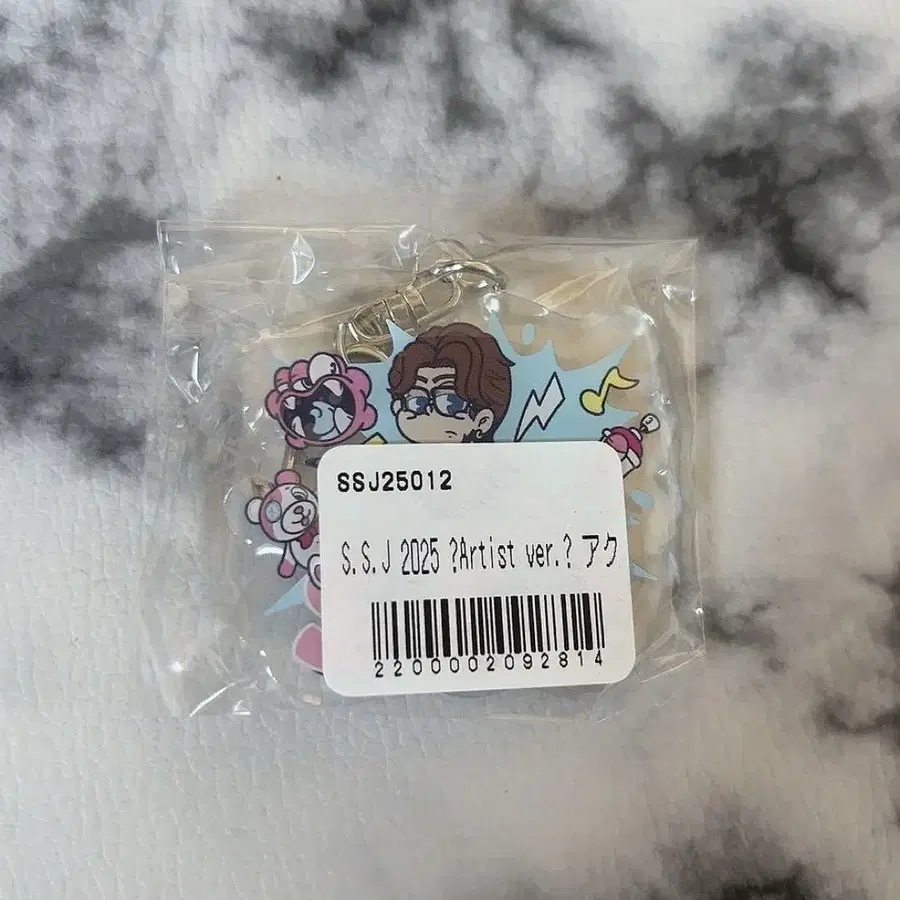 SSJ25012
S.S.J 2025 ?Artist ver.? アク
2200002092814